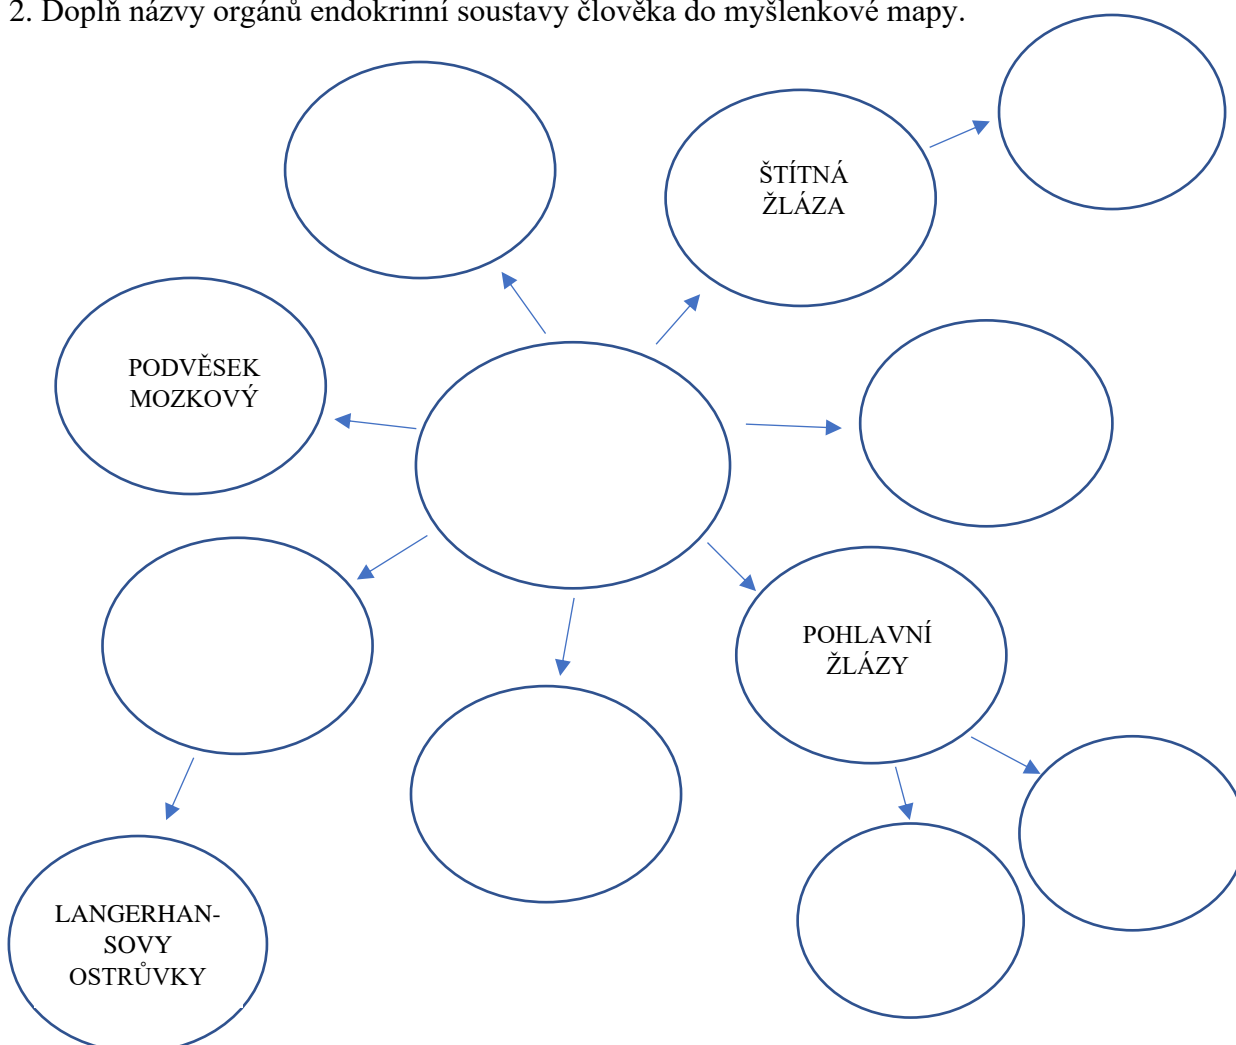 2. Doplň názvy orgánů endokrinní soustavy člověka do myšlenkové mapy.
ŠTÍTNÁ
ŽLÁZA
PODVĚSEK
MOZKOVÝ
POHLAVNÍ
ŽLÁZY
LANGERHAN-
SOVY
OSTRŮVKY